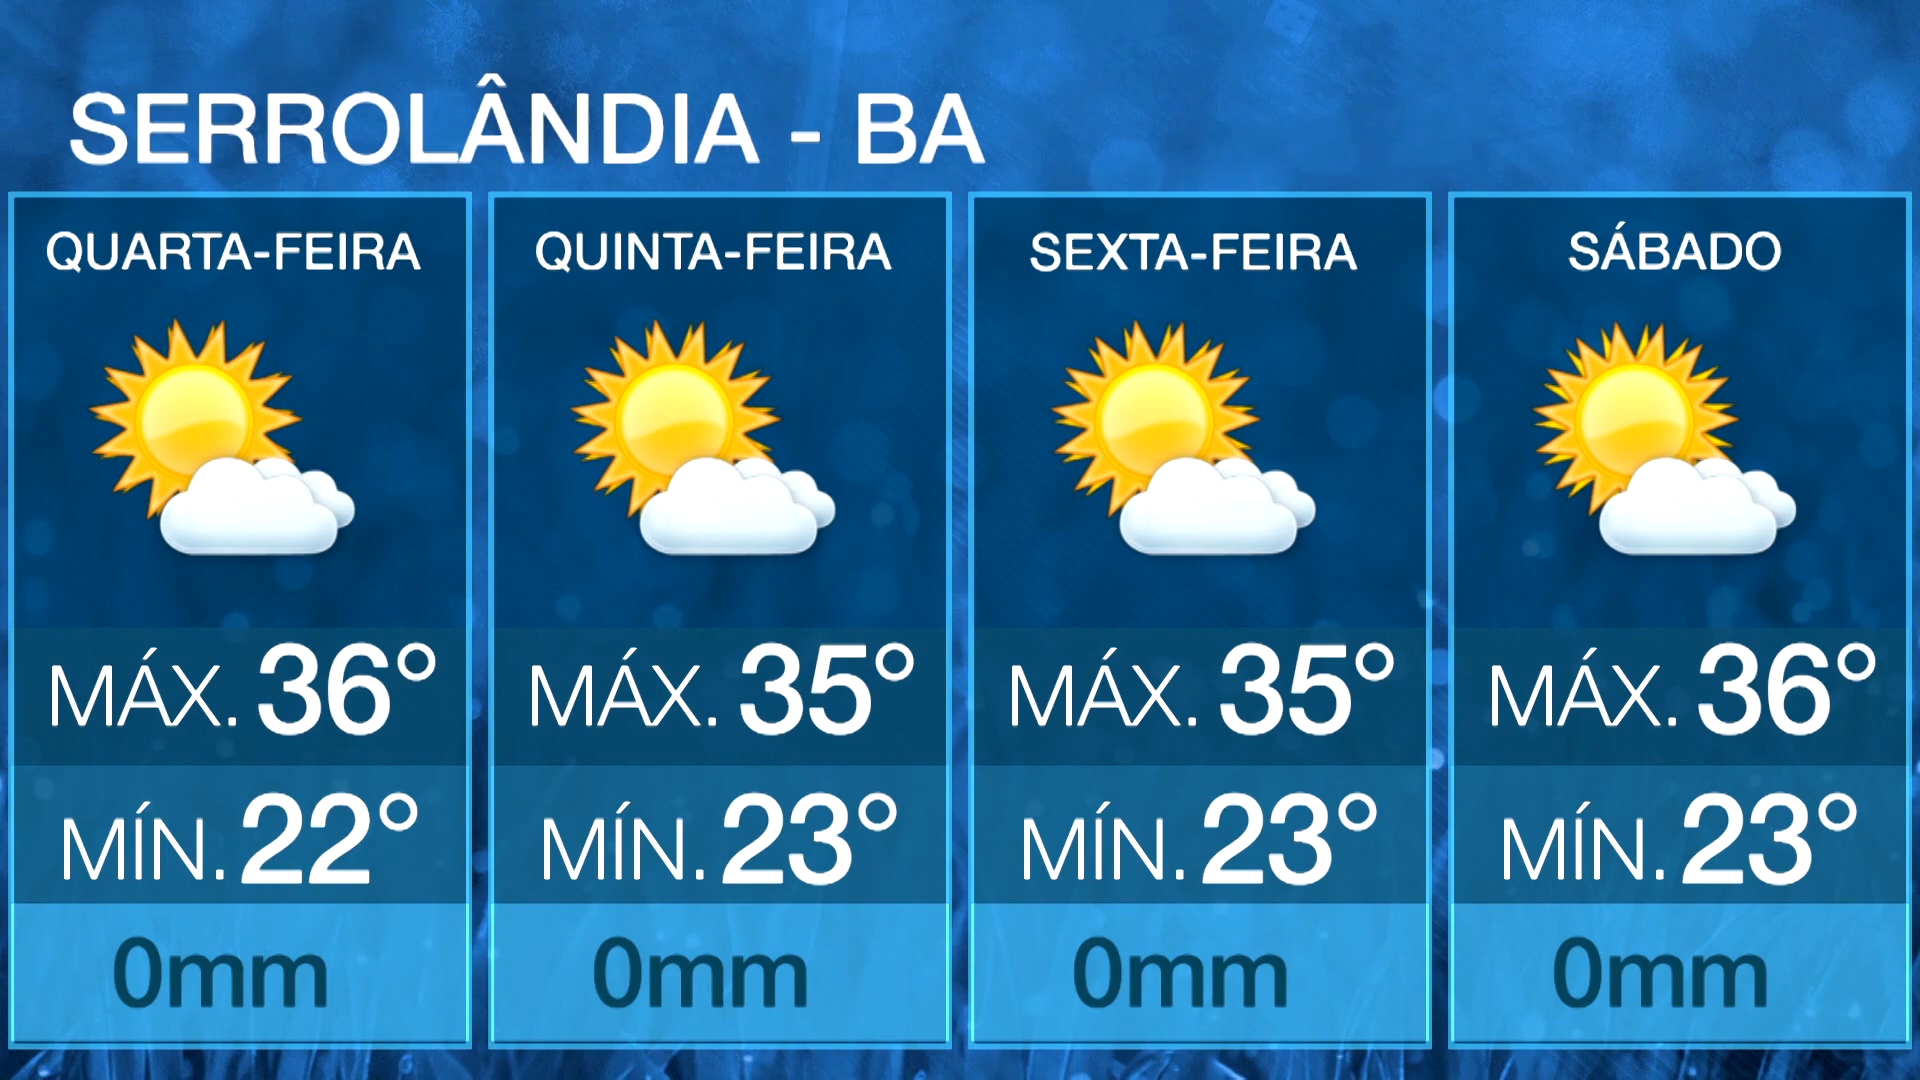 SERROLÂNDIA - BA
QUARTA-FEIRA
MÁX. 36°
MÍN. 22°
0mm
QUINTA-FEIRA
MÁX. 35°
MÍN. 23°
0mm
SEXTA-FEIRA
MÁX. 35°
MÍN. 23°
0mm
SÁBADO
MÁX. 36°
MÍN. 23°
0mm